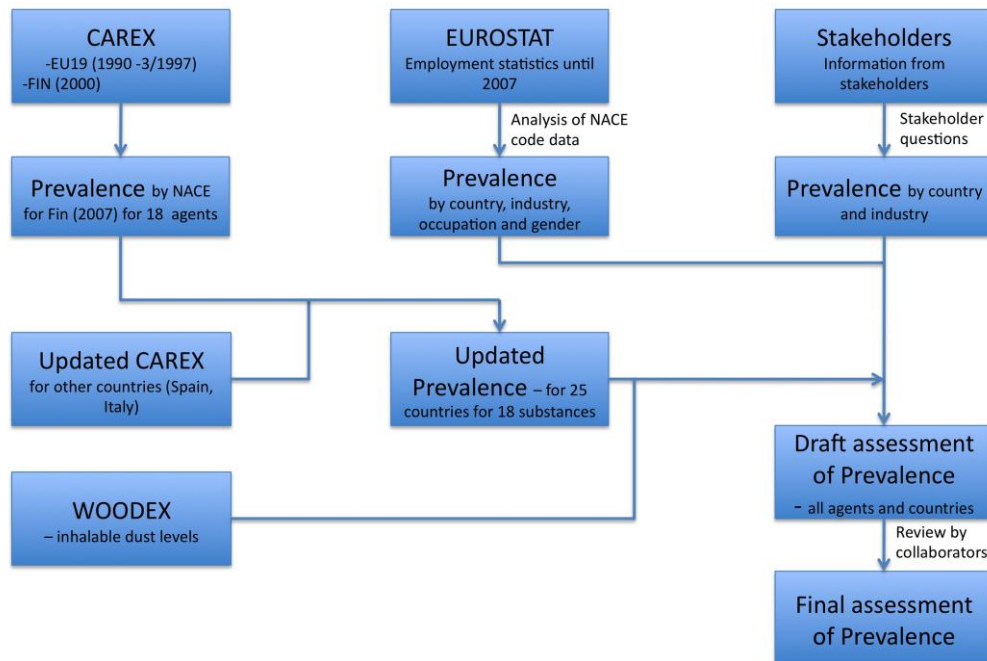 CAREX
-EU19 (1990 -3/1997)
-FIN (2000)
EUROSTAT
Employment statistics until
2007
Stakeholders
Information from
stakeholders
Analysis of NACE
code data
Stakeholder
questions
Prevalence by NACE
for Fin (2007) for 18 agents
Prevalence
by country, industry,
occupation and gender
Prevalence by country
and industry
Updated CAREX
for other countries (Spain,
Italy)
Updated
Prevalence – for 25
countries for 18 substances
Draft assessment
of Prevalence
- all agents and countries
WOODEX
– inhalable dust levels
Review by
collaborators
Final assessment
of Prevalence